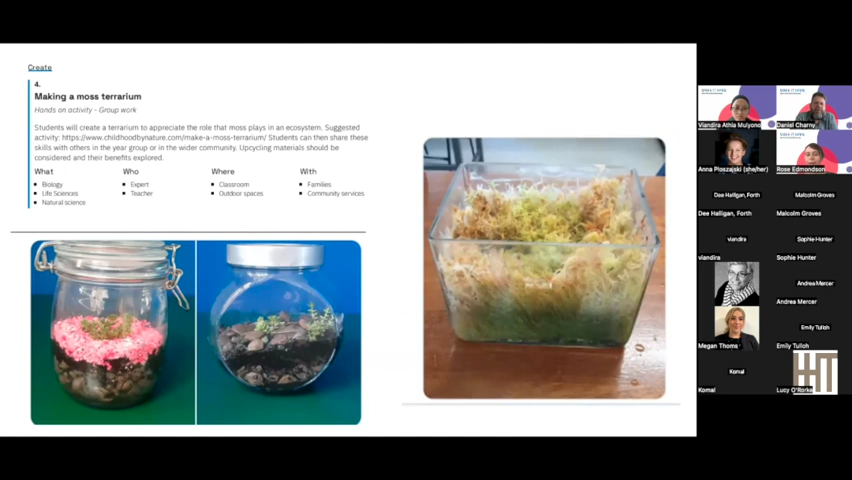 Create
4.
Making a moss terrarium
Hands on activity - Group work
Students will create a terrarium to appreciate the role that moss plays in an ecosystem. Suggested
activity: https://www.childhoodbynature.com/make-a-moss-terrarium/ Students can then share these
skills with others in the year group or in the wider community. Upcycling materials should be
considered and their benefits explored.
What
Biology
Life Sciences
Natural science
Who
Expert
Teacher
Where
Classroom
Outdoor spaces
With
Families
Community services
Viandira Athia Mulyono
Daniel Charny
Anna Ploszajski (she/her)
Rose Edmondson
Dee Halligan, Forth
Malcolm Groves
Dee Halligan, Forth
Malcolm Groves
viandira
Sophie Hunter
viandira
Sophie Hunter
Andrea Mercer
Andrea Mercer
Emily Tulloh
Megan Thoms
Emily Tulloh
Komal
Komal
Lucy O'Rorke